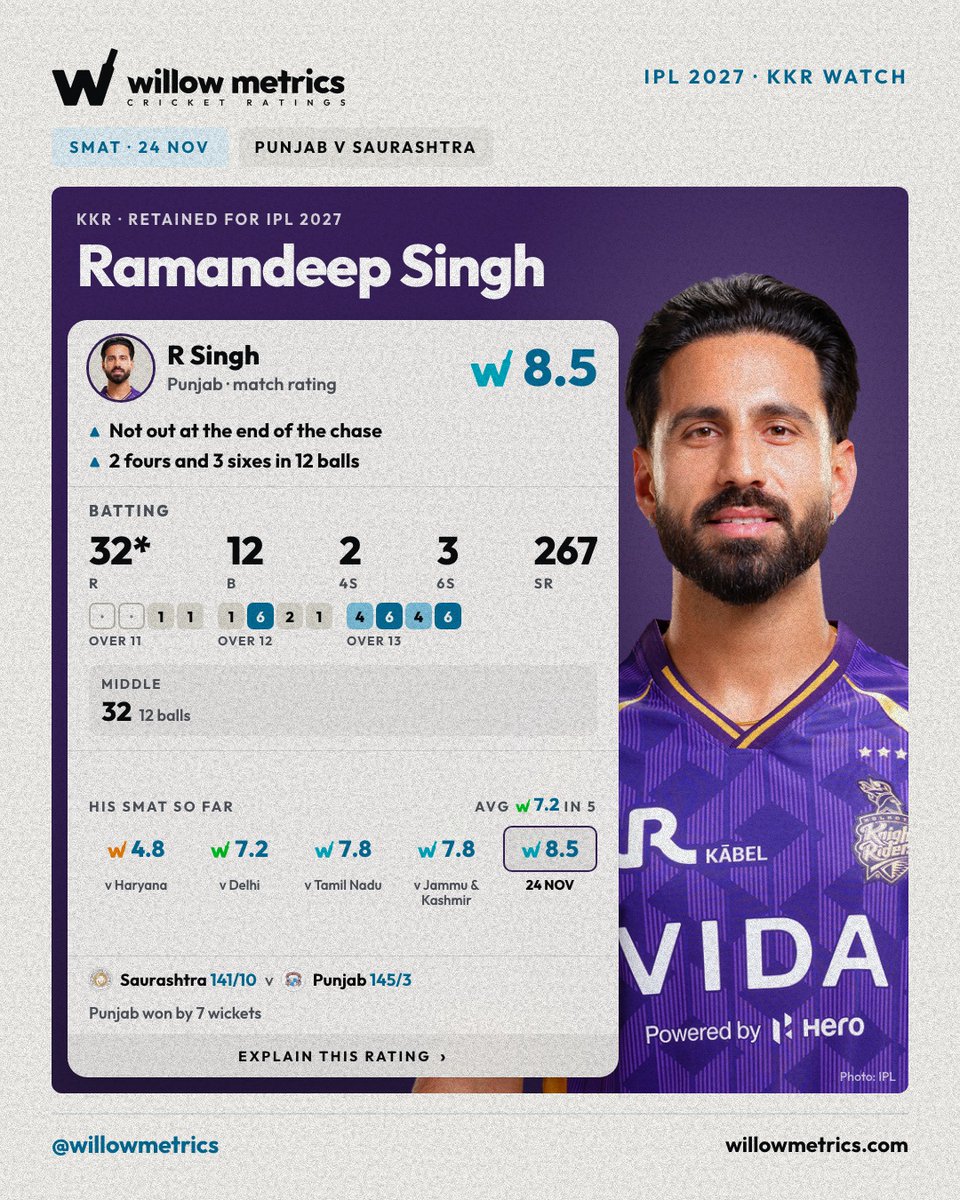 willow metrics
CRICKET RATINGS
IPL 2027 · KKR WATCH
SMAT · 24 NOV
PUNJAB V SAURASHTRA
KKR · RETAINED FOR IPL 2027
Ramandeep Singh
R Singh
Punjab · match rating
8.5
▲ Not out at the end of the chase
▲ 2 fours and 3 sixes in 12 balls
BATTING
32* 12 2 3 267
R B 4S 6S SR
· · 1 1 1 6 2 1 4 6 4 6
OVER 11 OVER 12 OVER 13
MIDDLE
32 12 balls
HIS SMAT SO FAR
AVG 7.2 IN 5
4.8 7.2 7.8 7.8 8.5
v Haryana v Delhi v Tamil Nadu v Jammu & Kashmir 24 NOV
Saurashtra 141/10 v Punjab 145/3
Punjab won by 7 wickets
EXPLAIN THIS RATING ›
R KĀBEL
Knight Riders
VIDA
Powered by Hero
Photo: IPL
@willowmetrics
willowmetrics.com